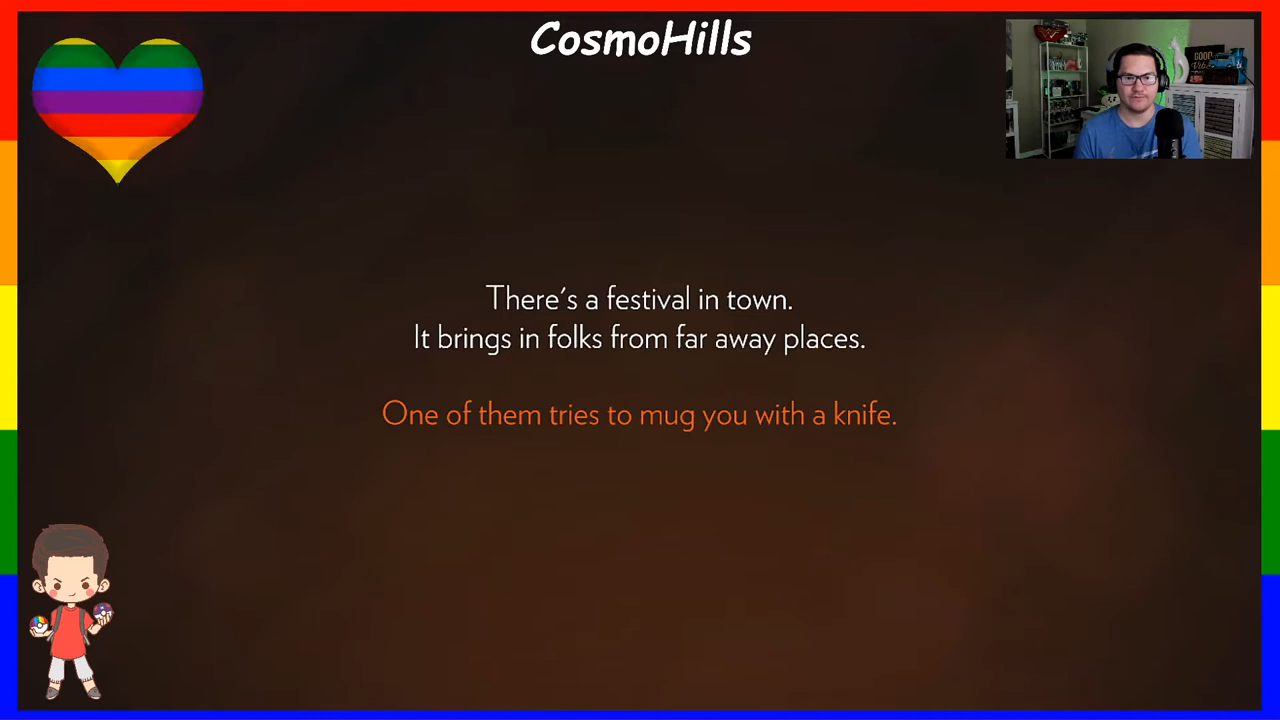 CosmoHills
GOOD
There's a festival in town.
It brings in folks from far away places.
One of them tries to mug you with a knife.